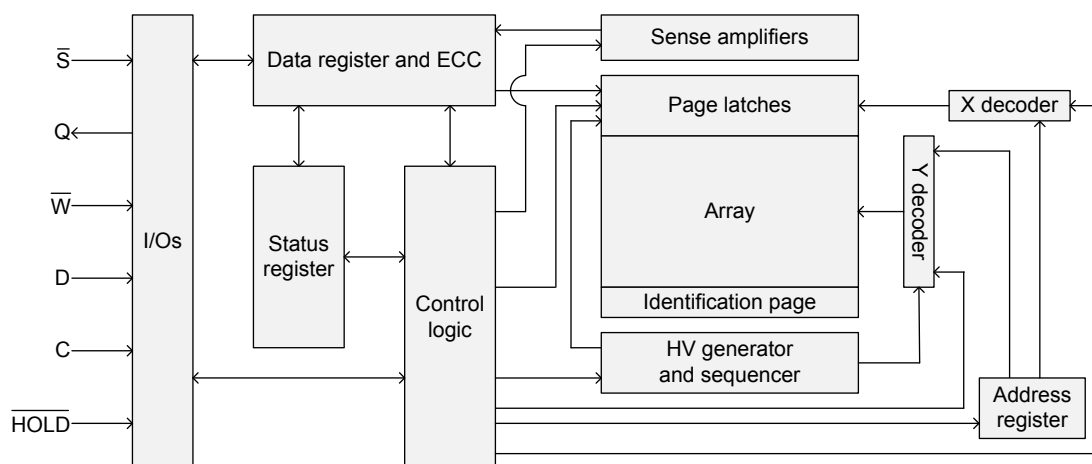 S̅
Q
W̅
D
C
H̅O̅L̅D̅
I/Os
Data register and ECC
Status
register
Control
logic
Sense amplifiers
Page latches
Array
Identification page
HV generator
and sequencer
X decoder
Y decoder
Address
register